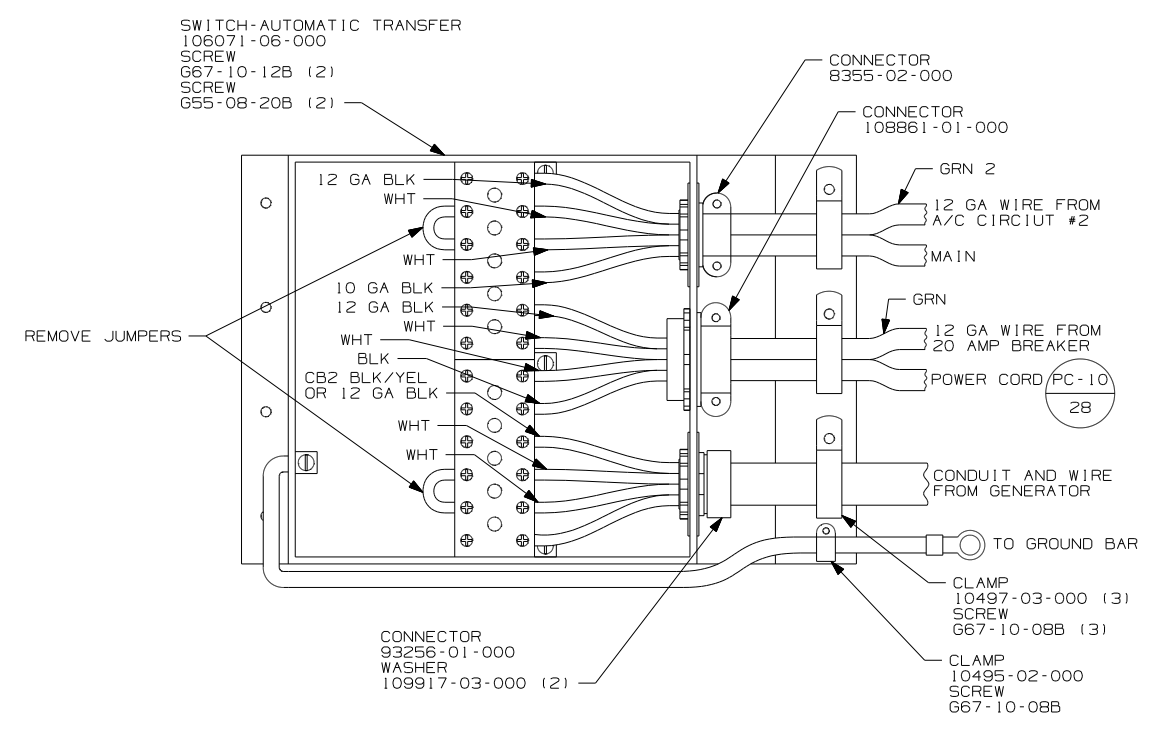 SWITCH-AUTOMATIC TRANSFER
106071-06-000
SCREW
G67-10-12B (2)
SCREW
G55-08-20B (2)
CONNECTOR
8355-02-000
CONNECTOR
108861-01-000
12 GA BLK
WHT
WHT
10 GA BLK
12 GA BLK
WHT
WHT
BLK
CB2 BLK/YEL
OR 12 GA BLK
WHT
WHT
REMOVE JUMPERS
GRN 2
12 GA WIRE FROM
A/C CIRCIUT #2
MAIN
GRN
12 GA WIRE FROM
20 AMP BREAKER
POWER CORD
PC-10
28
CONDUIT AND WIRE
FROM GENERATOR
TO GROUND BAR
CLAMP
10497-03-000 (3)
SCREW
G67-10-08B (3)
CLAMP
10495-02-000
SCREW
G67-10-08B
CONNECTOR
93256-01-000
WASHER
109917-03-000 (2)